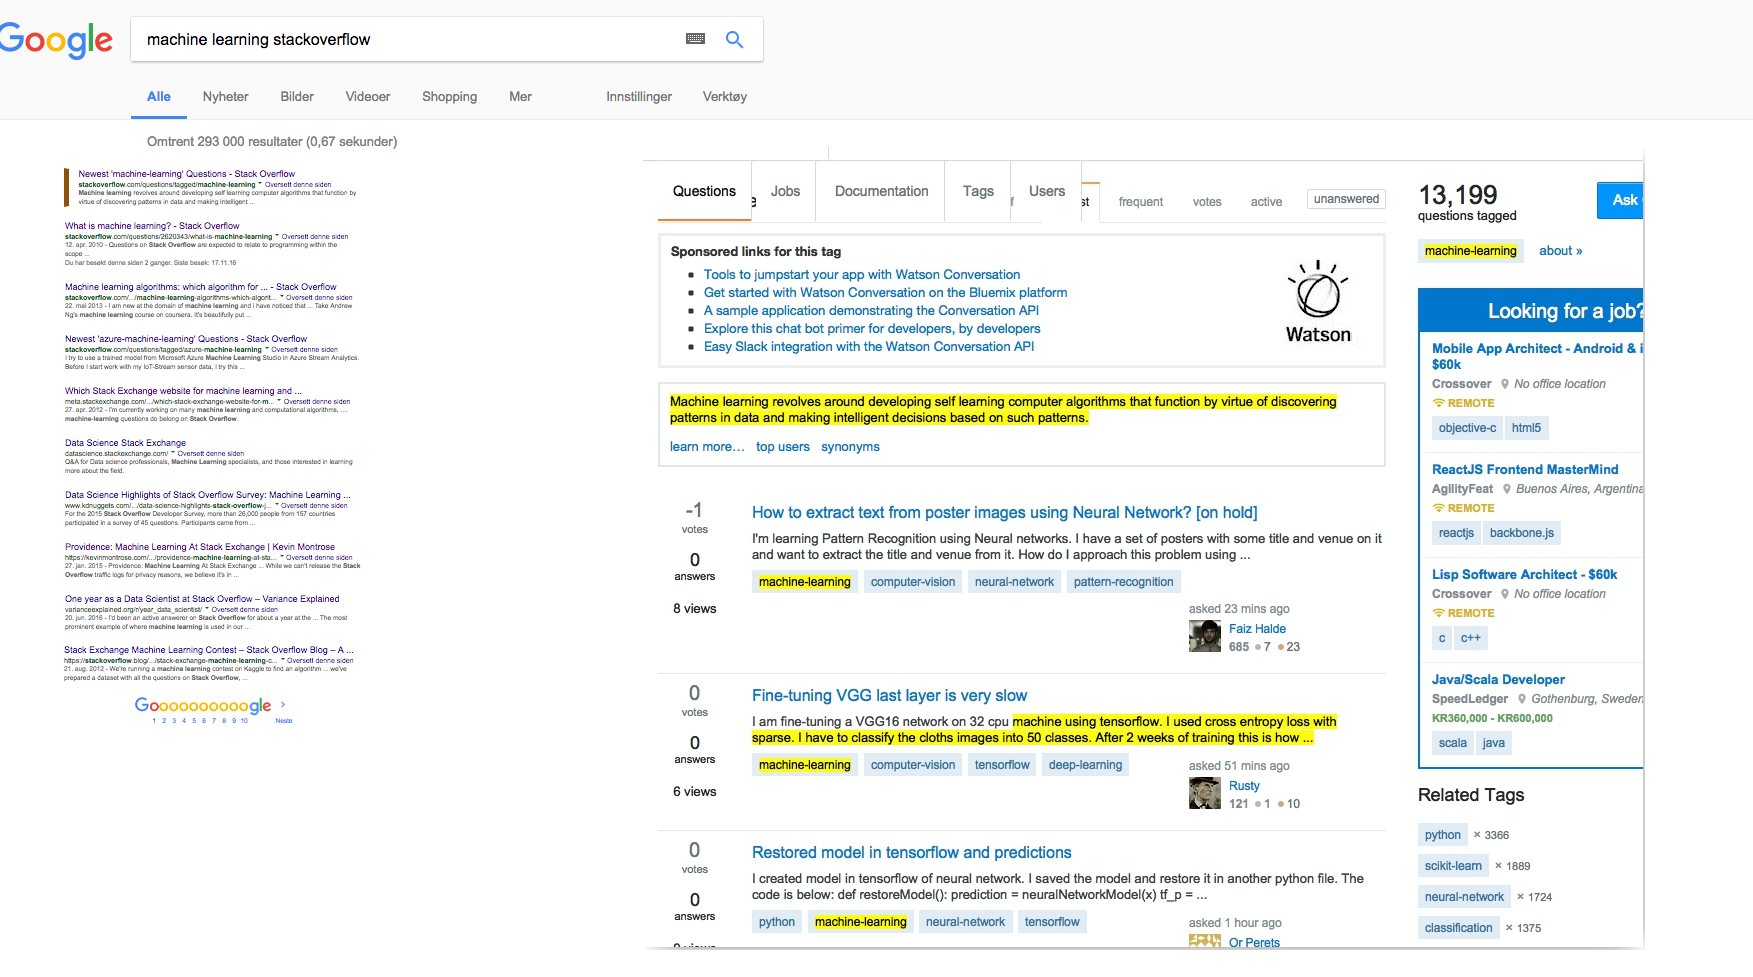 Google
machine learning stackoverflow
Alle Nyheter Bilder Videoer Shopping Mer Innstillinger Verktøy
Omtrent 293 000 resultater (0,67 sekunder)
Newest 'machine-learning' Questions - Stack Overflow
stackoverflow.com/questions/tagged/machine-learning ▾ Oversett denne siden
Machine learning revolves around developing self learning computer algorithms that function by
virtue of discovering patterns in data and making intelligent ...
What is machine learning? - Stack Overflow
stackoverflow.com/questions/2620343/what-is-machine-learning ▾ Oversett denne siden
12. apr. 2010 - Questions on Stack Overflow are expected to relate to programming within the
scope ...
Du har besøkt denne siden 2 ganger. Siste besøk: 17.11.16
Machine learning algorithms: which algorithm for ... - Stack Overflow
stackoverflow.com/.../machine-learning-algorithms-which-algorit... ▾ Oversett denne siden
22. mai 2013 - I am new at the domain of machine learning and i have noticed that ... Take Andrew
Ng's machine learning course on coursera. It's beautifully put ...
Newest 'azure-machine-learning' Questions - Stack Overflow
stackoverflow.com/questions/tagged/azure-machine-learning ▾ Oversett denne siden
I try to use a trained model from Microsoft Azure Machine Learning Studio in Azure Stream Analytics.
Before I start work with my IoT-Stream sensor data, I try this ...
Which Stack Exchange website for machine learning and ...
meta.stackexchange.com/.../which-stack-exchange-website-for-m... ▾ Oversett denne siden
27. apr. 2012 - I'm currently working on many machine learning and computational algorithms, ....
machine-learning questions do belong on Stack Overflow.
Data Science Stack Exchange
datascience.stackexchange.com/ ▾ Oversett denne siden
Q&A for Data science professionals, Machine Learning specialists, and those interested in learning
more about the field.
Data Science Highlights of Stack Overflow Survey: Machine Learning ...
www.kdnuggets.com/.../data-science-highlights-stack-overflow-j... ▾ Oversett denne siden
For the 2015 Stack Overflow Developer Survey, more than 26,000 people from 157 countries
participated in a survey of 45 questions. Participants came from ...
Providence: Machine Learning At Stack Exchange | Kevin Montrose
https://kevinmontrose.com/.../providence-machine-learning-at-sta... ▾ Oversett denne siden
27. jan. 2015 - Providence: Machine Learning At Stack Exchange ... While we can't release the Stack
Overflow traffic logs for privacy reasons, we believe it's in ...
One year as a Data Scientist at Stack Overflow – Variance Explained
varianceexplained.org/r/year_data_scientist/ ▾ Oversett denne siden
20. jun. 2016 - I'd been an active answerer on Stack Overflow for about a year at the ... The most
prominent example of where machine learning is used in our ...
Stack Exchange Machine Learning Contest – Stack Overflow Blog – A ...
https://stackoverflow.blog/.../stack-exchange-machine-learning-c... ▾ Oversett denne siden
21. aug. 2012 - We're running a machine learning contest on Kaggle to find an algorithm ... we've
prepared a dataset with all the questions on Stack Overflow, ...
Goooooooooogle >
1 2 3 4 5 6 7 8 9 10 Neste
Questions Jobs Documentation Tags Users
st frequent votes active unanswered
Sponsored links for this tag
Tools to jumpstart your app with Watson Conversation
Get started with Watson Conversation on the Bluemix platform
A sample application demonstrating the Conversation API
Explore this chat bot primer for developers, by developers
Easy Slack integration with the Watson Conversation API
Watson
Machine learning revolves around developing self learning computer algorithms that function by virtue of discovering
patterns in data and making intelligent decisions based on such patterns.
learn more… top users synonyms
-1
votes
0
answers
8 views
How to extract text from poster images using Neural Network? [on hold]
I'm learning Pattern Recognition using Neural networks. I have a set of posters with some title and venue on it
and want to extract the title and venue from it. How do I approach this problem using ...
machine-learning computer-vision neural-network pattern-recognition
asked 23 mins ago
Faiz Halde
685 ● 7 ● 23
0
votes
0
answers
6 views
Fine-tuning VGG last layer is very slow
I am fine-tuning a VGG16 network on 32 cpu machine using tensorflow. I used cross entropy loss with
sparse. I have to classify the cloths images into 50 classes. After 2 weeks of training this is how ...
machine-learning computer-vision tensorflow deep-learning
asked 51 mins ago
Rusty
121 ● 1 ● 10
0
votes
0
answers
Restored model in tensorflow and predictions
I created model in tensorflow of neural network. I saved the model and restore it in another python file. The
code is below: def restoreModel(): prediction = neuralNetworkModel(x) tf_p = ...
python machine-learning neural-network tensorflow
asked 1 hour ago
Or Perets
13,199
questions tagged
Ask
machine-learning about »
Looking for a job?
Mobile App Architect - Android & i
$60k
Crossover No office location
REMOTE
objective-c html5
ReactJS Frontend MasterMind
AgilityFeat Buenos Aires, Argentina
REMOTE
reactjs backbone.js
Lisp Software Architect - $60k
Crossover No office location
REMOTE
c c++
Java/Scala Developer
SpeedLedger Gothenburg, Sweden
KR360,000 - KR600,000
scala java
Related Tags
python × 3366
scikit-learn × 1889
neural-network × 1724
classification × 1375